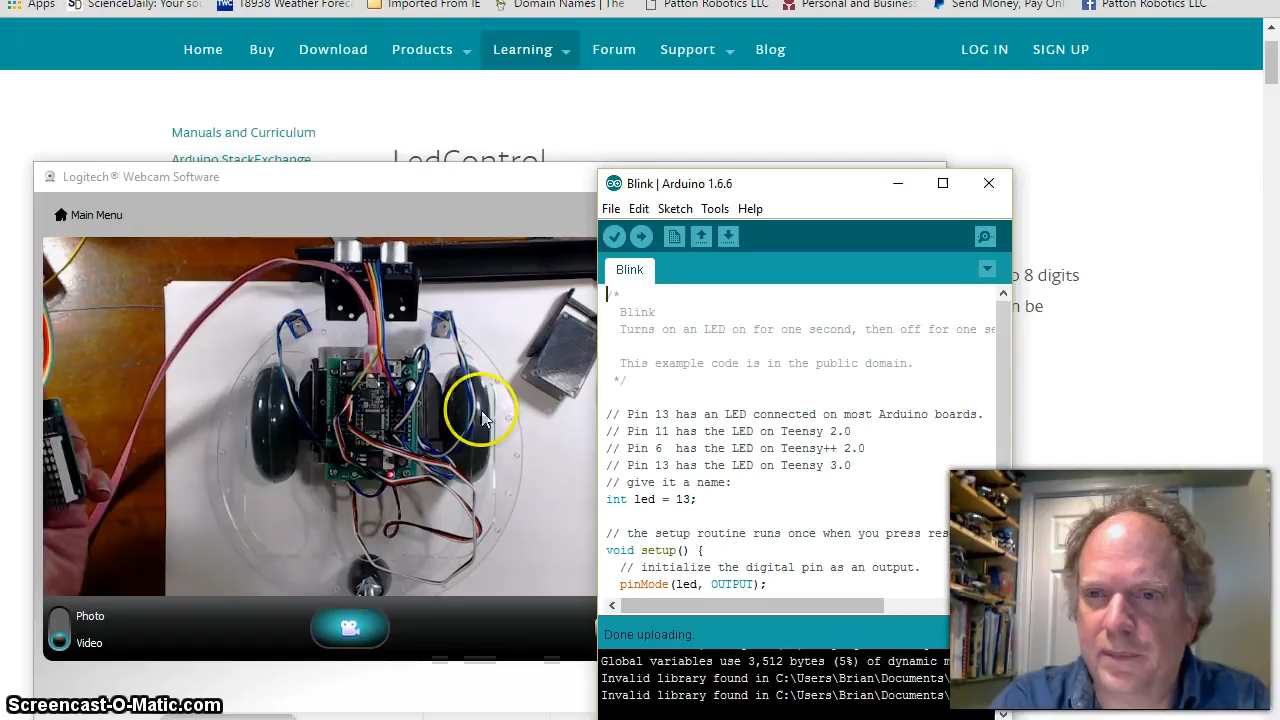 Apps
ScienceDaily: Your so
18938 Weather Foreca
Imported From IE
Domain Names | The
Patton Robotics LLC
Personal and Business
Send Money, Pay Onl
Patton Robotics LLC
Home Buy Download Products Learning Forum Support Blog LOG IN SIGN UP
Manuals and Curriculum
Arduino StackExchange
LedControl
o 8 digits
n be
Logitech® Webcam Software
Main Menu
Photo
Video
Blink | Arduino 1.6.6
File Edit Sketch Tools Help
Blink
/*
Blink
Turns on an LED on for one second, then off for one se
This example code is in the public domain.
*/
// Pin 13 has an LED connected on most Arduino boards.
// Pin 11 has the LED on Teensy 2.0
// Pin 6  has the LED on Teensy++ 2.0
// Pin 13 has the LED on Teensy 3.0
// give it a name:
int led = 13;
// the setup routine runs once when you press res
void setup() {
// initialize the digital pin as an output.
pinMode(led, OUTPUT);
Done uploading.
Global variables use 3,512 bytes (5%) of dynamic m
Invalid library found in C:\Users\Brian\Documents\
Invalid library found in C:\Users\Brian\Documents\
Screencast-O-Matic.com